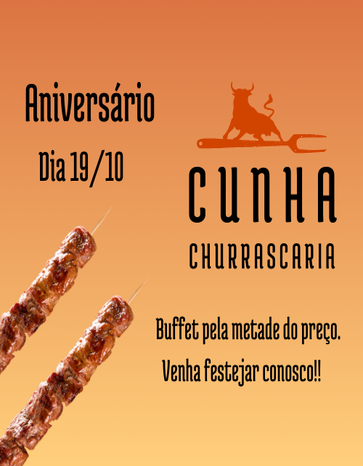 Aniversário
Dia 19/10
CUNHA
CHURRASCARIA
Buffet pela metade do preço.
Venha festejar conosco!!